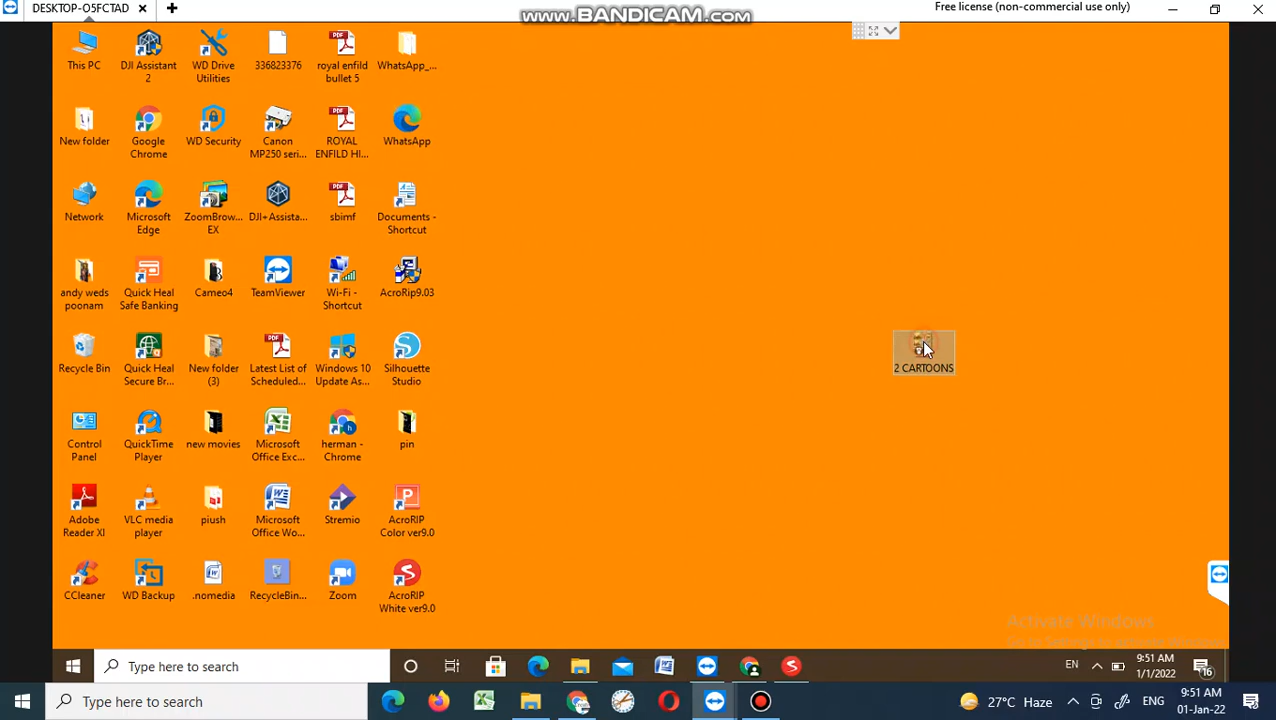 DESKTOP-O5FCTAD
WWW.BANDICAM.COM
Free license (non-commercial use only)
This PC
DJI Assistant
2
WD Drive
Utilities
336823376
royal enfild
bullet 5
WhatsApp_...
New folder
Google
Chrome
WD Security
Canon
MP250 seri...
ROYAL
ENFILD HI...
WhatsApp
Network
Microsoft
Edge
ZoomBrow...
EX
DJI+Assista...
sbimf
Documents -
Shortcut
andy weds
poonam
Quick Heal
Safe Banking
Cameo4
TeamViewer
Wi-Fi -
Shortcut
AcroRip9.03
Recycle Bin
Quick Heal
Secure Br...
New folder
(3)
Latest List of
Scheduled...
Windows 10
Update As...
Silhouette
Studio
2 CARTOONS
Control
Panel
QuickTime
Player
new movies
Microsoft
Office Exc...
herman -
Chrome
pin
Adobe
Reader XI
VLC media
player
piush
Microsoft
Office Wo...
Stremio
AcroRIP
Color ver9.0
CCleaner
WD Backup
.nomedia
RecycleBin...
Zoom
AcroRIP
White ver9.0
Activate Windows
Type here to search
EN
9:51 AM
1/1/2022
16
Type here to search
27°C Haze
ENG
9:51 AM
01-Jan-22